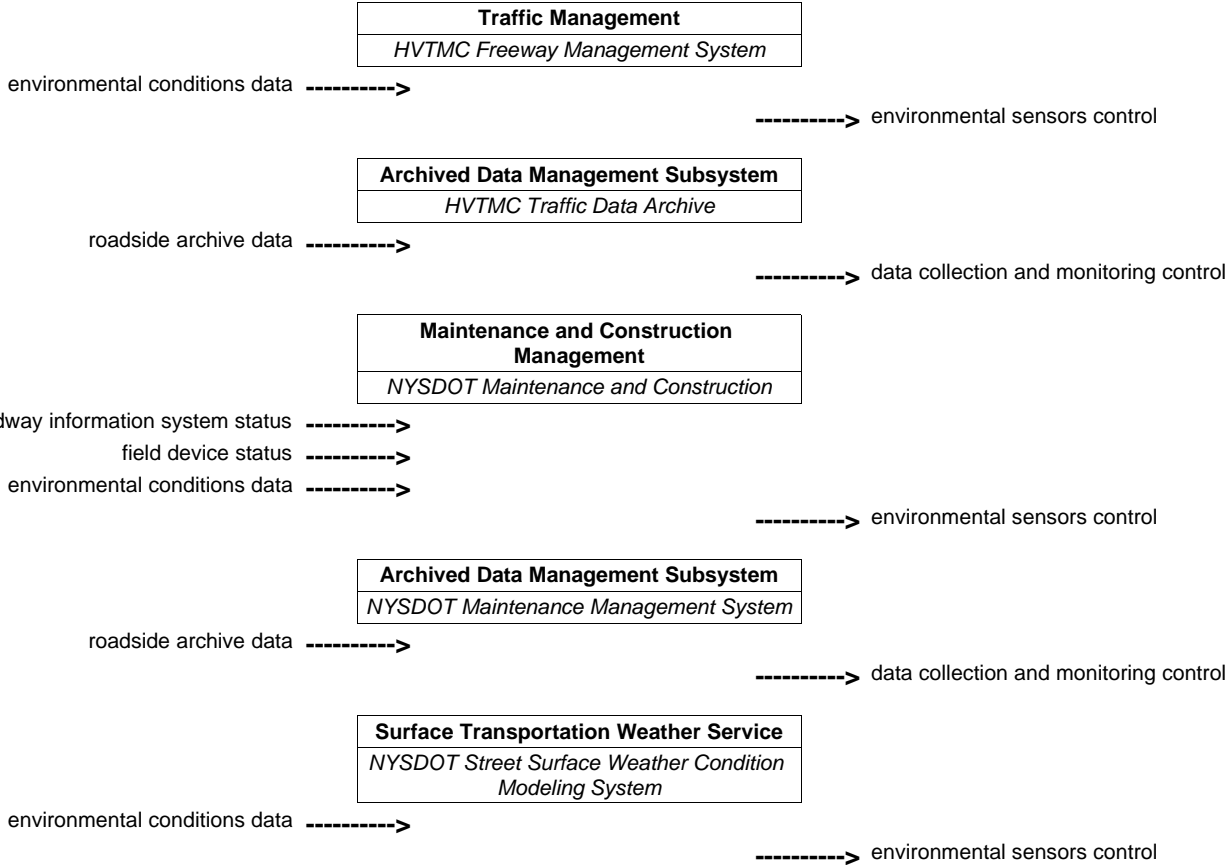 Traffic Management
HVTMC Freeway Management System
environmental conditions data ---------->
----------> environmental sensors control
Archived Data Management Subsystem
HVTMC Traffic Data Archive
roadside archive data ---------->
----------> data collection and monitoring control
Maintenance and Construction
Management
NYSDOT Maintenance and Construction
dway information system status ---------->
field device status ---------->
environmental conditions data ---------->
----------> environmental sensors control
Archived Data Management Subsystem
NYSDOT Maintenance Management System
roadside archive data ---------->
----------> data collection and monitoring control
Surface Transportation Weather Service
NYSDOT Street Surface Weather Condition
Modeling System
environmental conditions data ---------->
----------> environmental sensors control